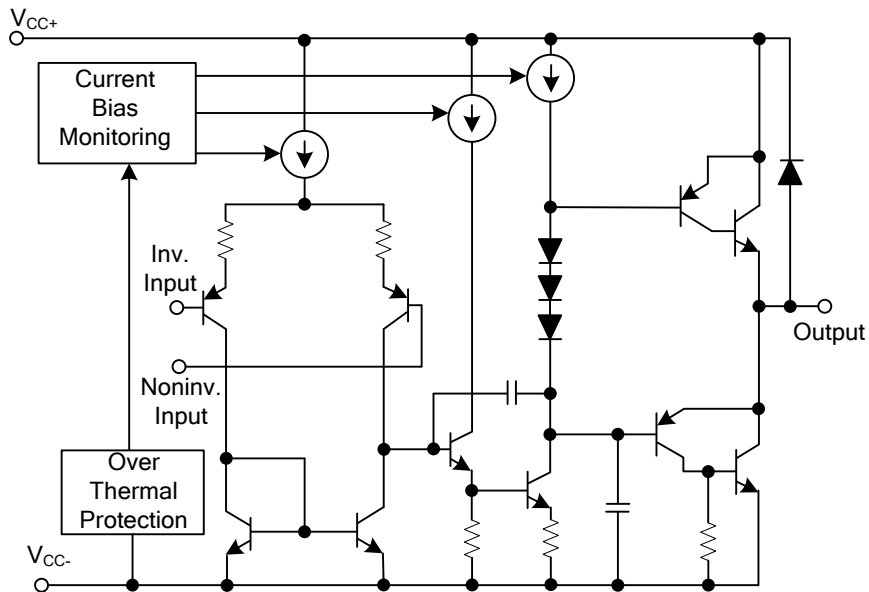 VCC+
Current
Bias
Monitoring
Inv.
Input
Noninv.
Input
Output
Over
Thermal
Protection
VCC-